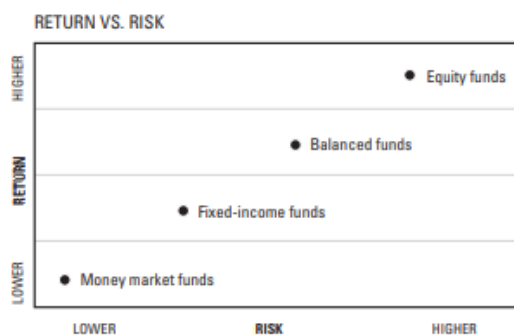 RETURN VS. RISK
HIGHER
Equity funds
Balanced funds
RETURN
Fixed-income funds
LOWER
Money market funds
LOWER
RISK
HIGHER